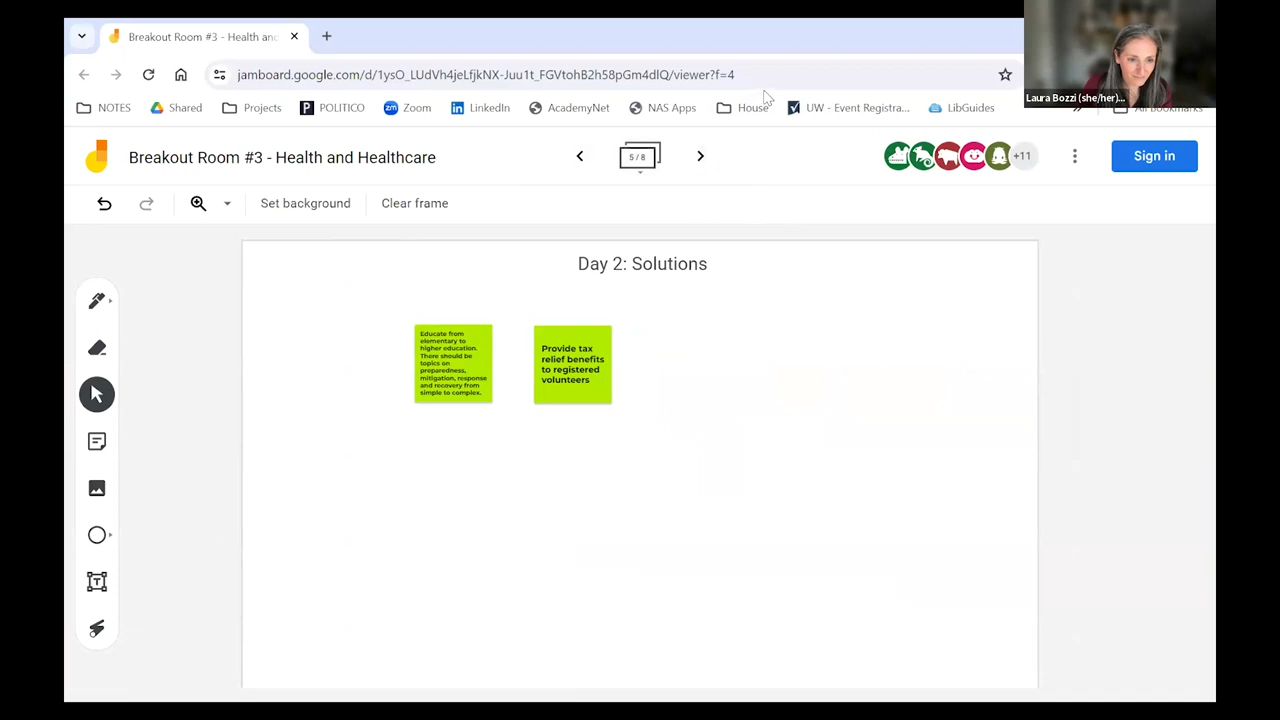 Breakout Room #3 - Health and
jamboard.google.com/d/1ysO_LUdVh4jeLfjkNX-Juu1t_FGVtohB2h58pGm4dlQ/viewer?f=4
NOTES Shared Projects POLITICO Zoom LinkedIn AcademyNet NAS Apps House UW - Event Registra... LibGuides All Bookmarks
Laura Bozzi (she/her)...
Breakout Room #3 - Health and Healthcare
5 / 8
+11
Sign in
Set background
Clear frame
Day 2: Solutions
Educate from
elementary to
higher education.
There should be
topics on
preparedness,
mitigation, response
and recovery from
simple to complex.
Provide tax
relief benefits
to registered
volunteers